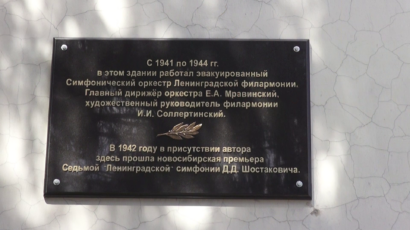 С 1941 по 1944 гг.
в этом здании работал эвакуированный
Симфонический оркестр Ленинградской филармонии.
Главный дирижёр оркестра Е.А. Мравинский.
художественный руководитель филармонии
И.И. Соллертинский.
В 1942 году в присутствии автора
здесь прошла новосибирская премьера
Седьмой "Ленинградской" симфонии Д.Д. Шостаковича.